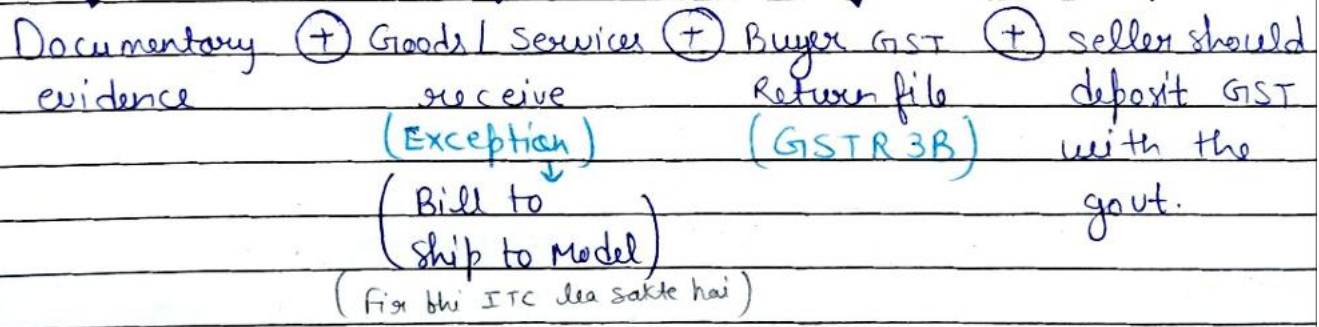 Documentary + Goods / Services + Buyer GST + seller should
evidence receive Return file deposit GST
(Exception) (GSTR 3B) with the
(Bill to govt.
ship to Model)
(Fir bhi ITC lea sakte hai)